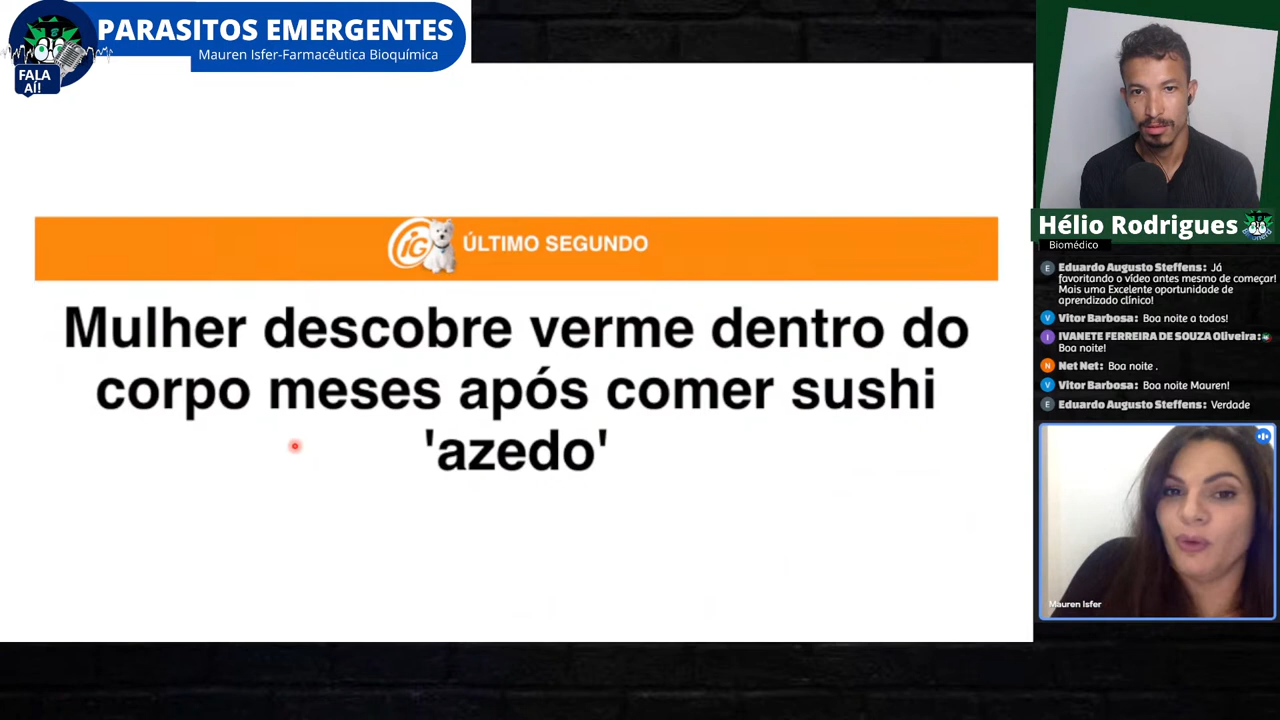 PARASITOS EMERGENTES
Mauren Isfer-Farmacêutica Bioquímica
FALA
AÍ!
iG ÚLTIMO SEGUNDO
Mulher descobre verme dentro do
corpo meses após comer sushi
'azedo'
Hélio Rodrigues
Biomédico
E Eduardo Augusto Steffens: Já
favoritando o vídeo antes mesmo de começar!
Mais uma Excelente oportunidade de
aprendizado clínico!
V Vitor Barbosa: Boa noite a todos!
I IVANETE FERREIRA DE SOUZA Oliveira:
Boa noite!
N Net Net: Boa noite .
V Vitor Barbosa: Boa noite Mauren!
E Eduardo Augusto Steffens: Verdade
Mauren Isfer